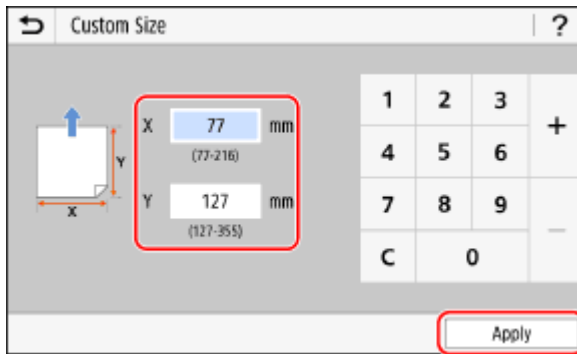 Custom Size ?
X 77 mm
(77-216)
Y 127 mm
(127-355)
Y
X
1 2 3 +
4 5 6
7 8 9 −
C 0
Apply